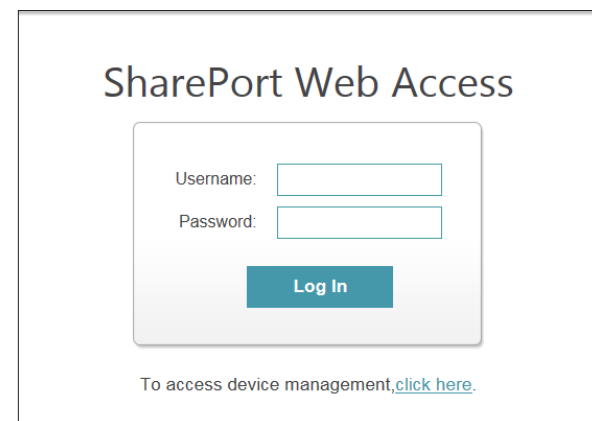 SharePort Web Access
Username:
Password:
Log In
To access device management,click here.